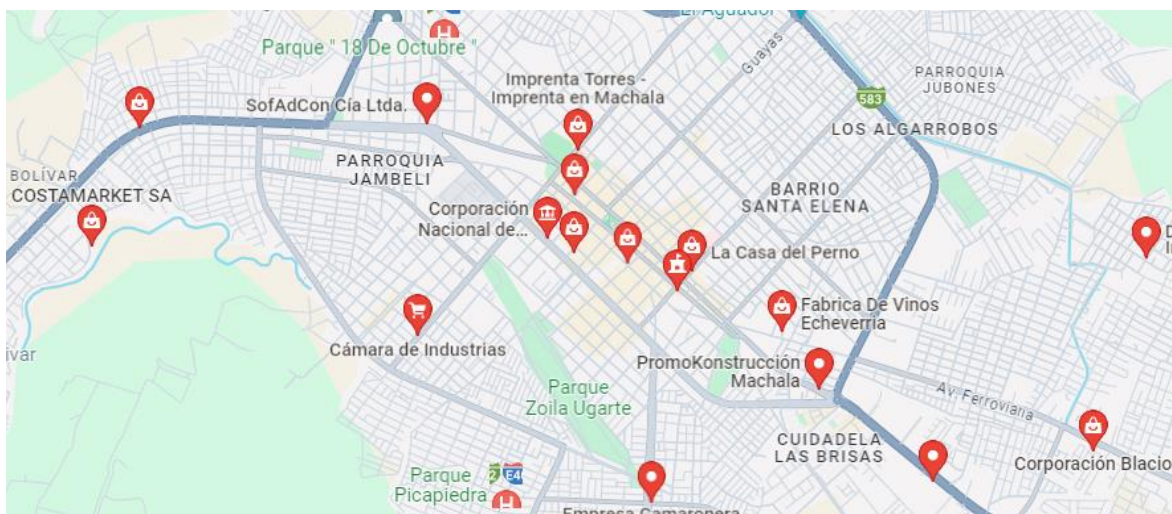 El Aguador
Parque " 18 De Octubre "
Guayas
Imprenta Torres -
Imprenta en Machala
PARROQUIA
JUBONES
583
SofAdCon Cía Ltda.
LOS ALGARROBOS
PARROQUIA
JAMBELI
BOLÍVAR
COSTAMARKET SA
BARRIO
SANTA ELENA
Corporación
Nacional de...
La Casa del Perno
D
Fabrica De Vinos
Echeverria
ivar
Cámara de Industrias
PromoKonstrucción
Machala
Parque
Zoila Ugarte
Av. Ferroviaria
CUIDADELA
LAS BRISAS
Corporación Blacio
Parque
Picapiedra
Empresa Camaronera